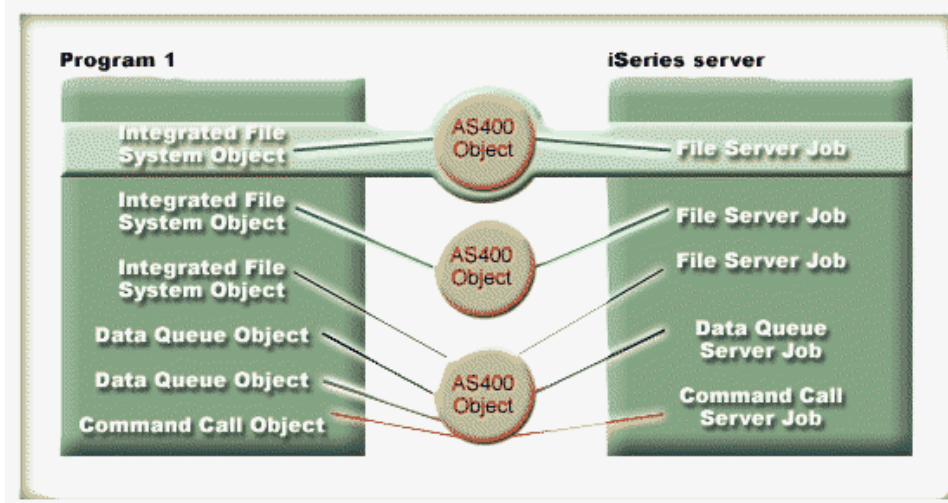 Program 1
iSeries server
Integrated File
System Object
AS400
Object
File Server Job
Integrated File
System Object
AS400
Object
File Server Job
Integrated File
System Object
File Server Job
Data Queue Object
Data Queue
Server Job
Data Queue Object
AS400
Object
Command Call Object
Command Call
Server Job